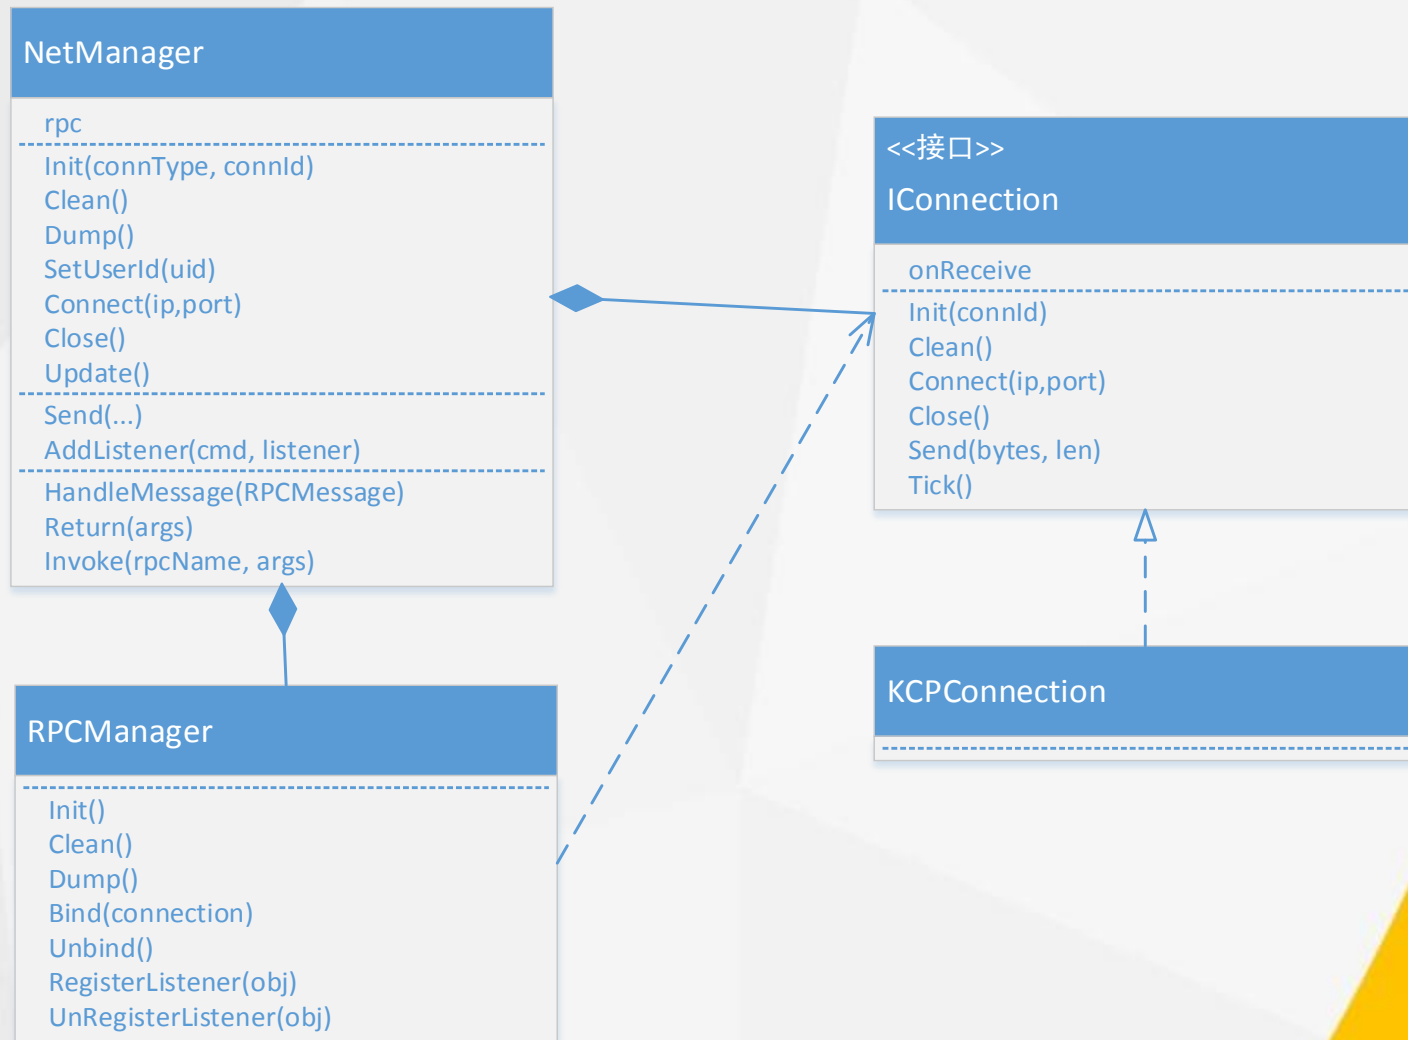 NetManager
rpc
Init(connType, connId)
Clean()
Dump()
SetUserId(uid)
Connect(ip,port)
Close()
Update()
Send(...)
AddListener(cmd, listener)
HandleMessage(RPCMessage)
Return(args)
Invoke(rpcName, args)
<<接口>>
IConnection
onReceive
Init(connId)
Clean()
Connect(ip,port)
Close()
Send(bytes, len)
Tick()
KCPConnection
RPCManager
Init()
Clean()
Dump()
Bind(connection)
Unbind()
RegisterListener(obj)
UnRegisterListener(obj)